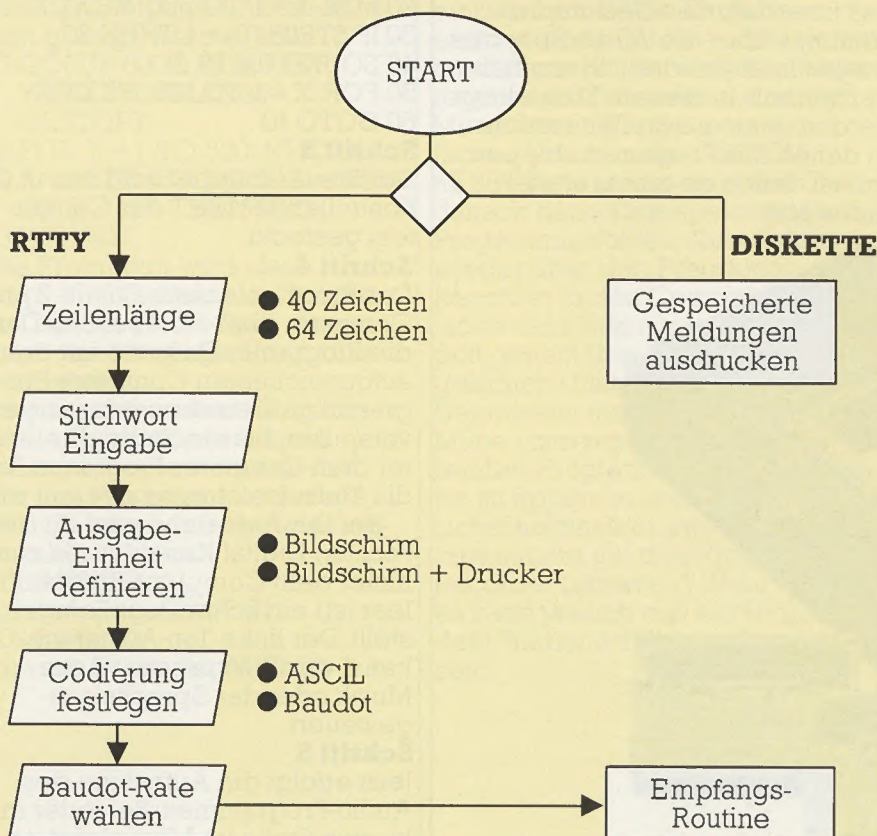 START
RTTY
DISKETTE
Zeilenlänge
● 40 Zeichen
● 64 Zeichen
Gespeicherte
Meldungen
ausdrucken
Stichwort
Eingabe
Ausgabe-
Einheit
definieren
● Bildschirm
● Bildschirm + Drucker
Codierung
festlegen
● ASCIL
● Baudot
Baudot-Rate
wählen
Empfangs-
Routine